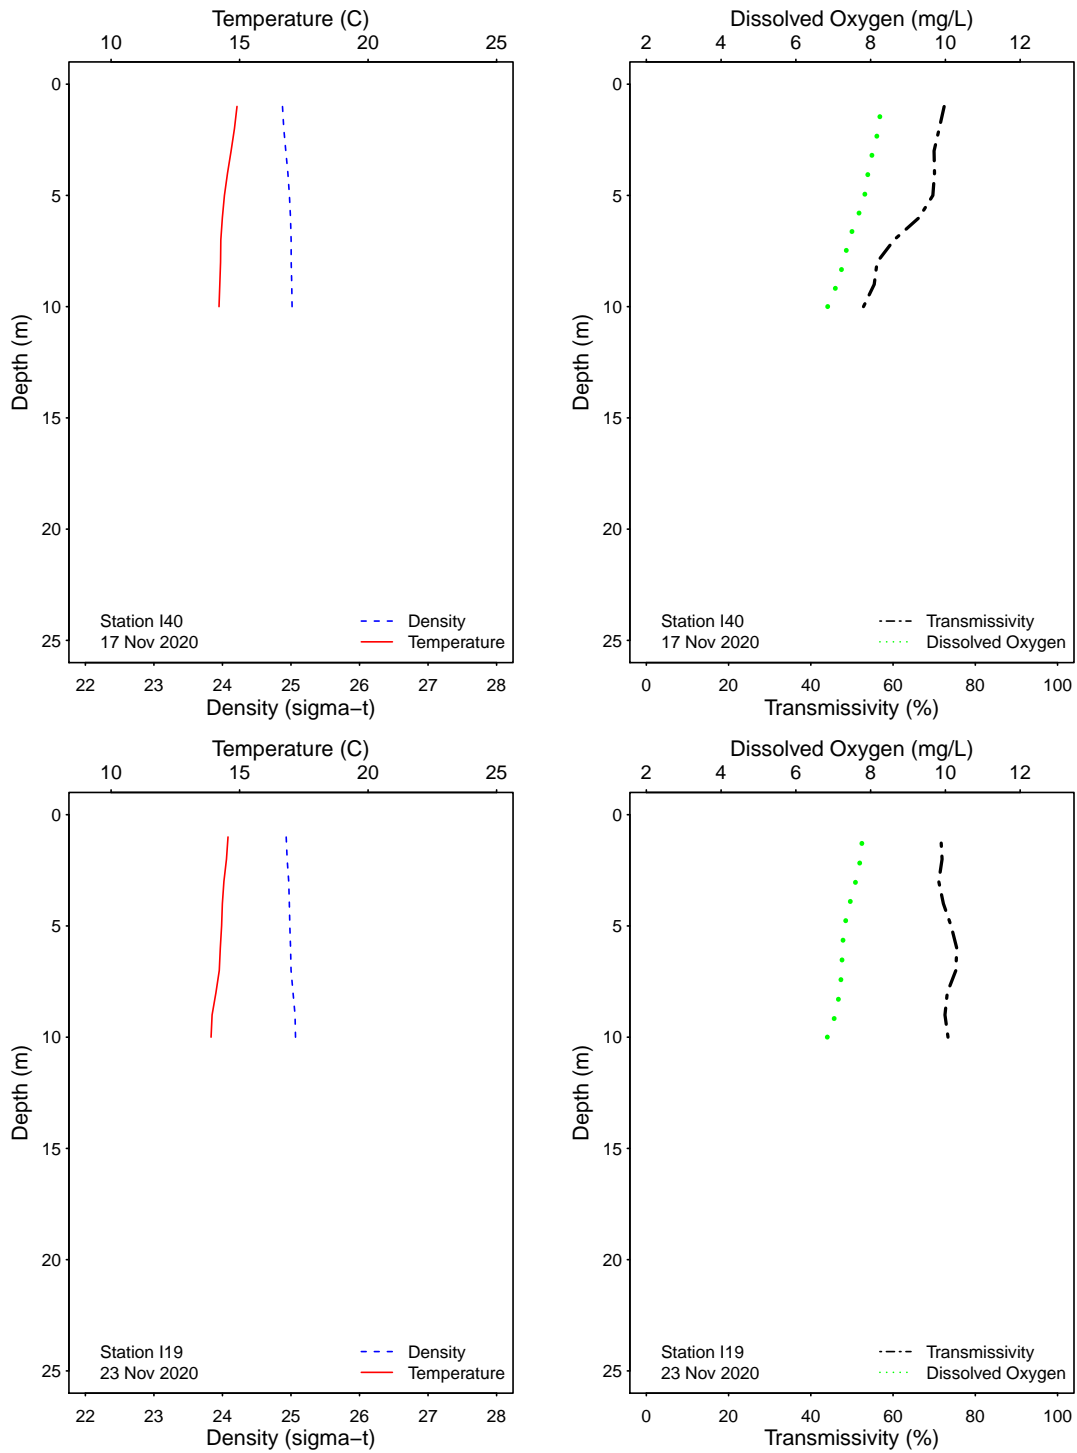 Temperature (C)
10 15 20 25
0
5
10
15
20
25
Depth (m)
Station I40
17 Nov 2020
Density
Temperature
22 23 24 25 26 27 28
Density (sigma−t)
Dissolved Oxygen (mg/L)
2 4 6 8 10 12
0
5
10
15
20
25
Depth (m)
Station I40
17 Nov 2020
Transmissivity
Dissolved Oxygen
0 20 40 60 80 100
Transmissivity (%)
Temperature (C)
10 15 20 25
0
5
10
15
20
25
Depth (m)
Station I19
23 Nov 2020
Density
Temperature
22 23 24 25 26 27 28
Density (sigma−t)
Dissolved Oxygen (mg/L)
2 4 6 8 10 12
0
5
10
15
20
25
Depth (m)
Station I19
23 Nov 2020
Transmissivity
Dissolved Oxygen
0 20 40 60 80 100
Transmissivity (%)